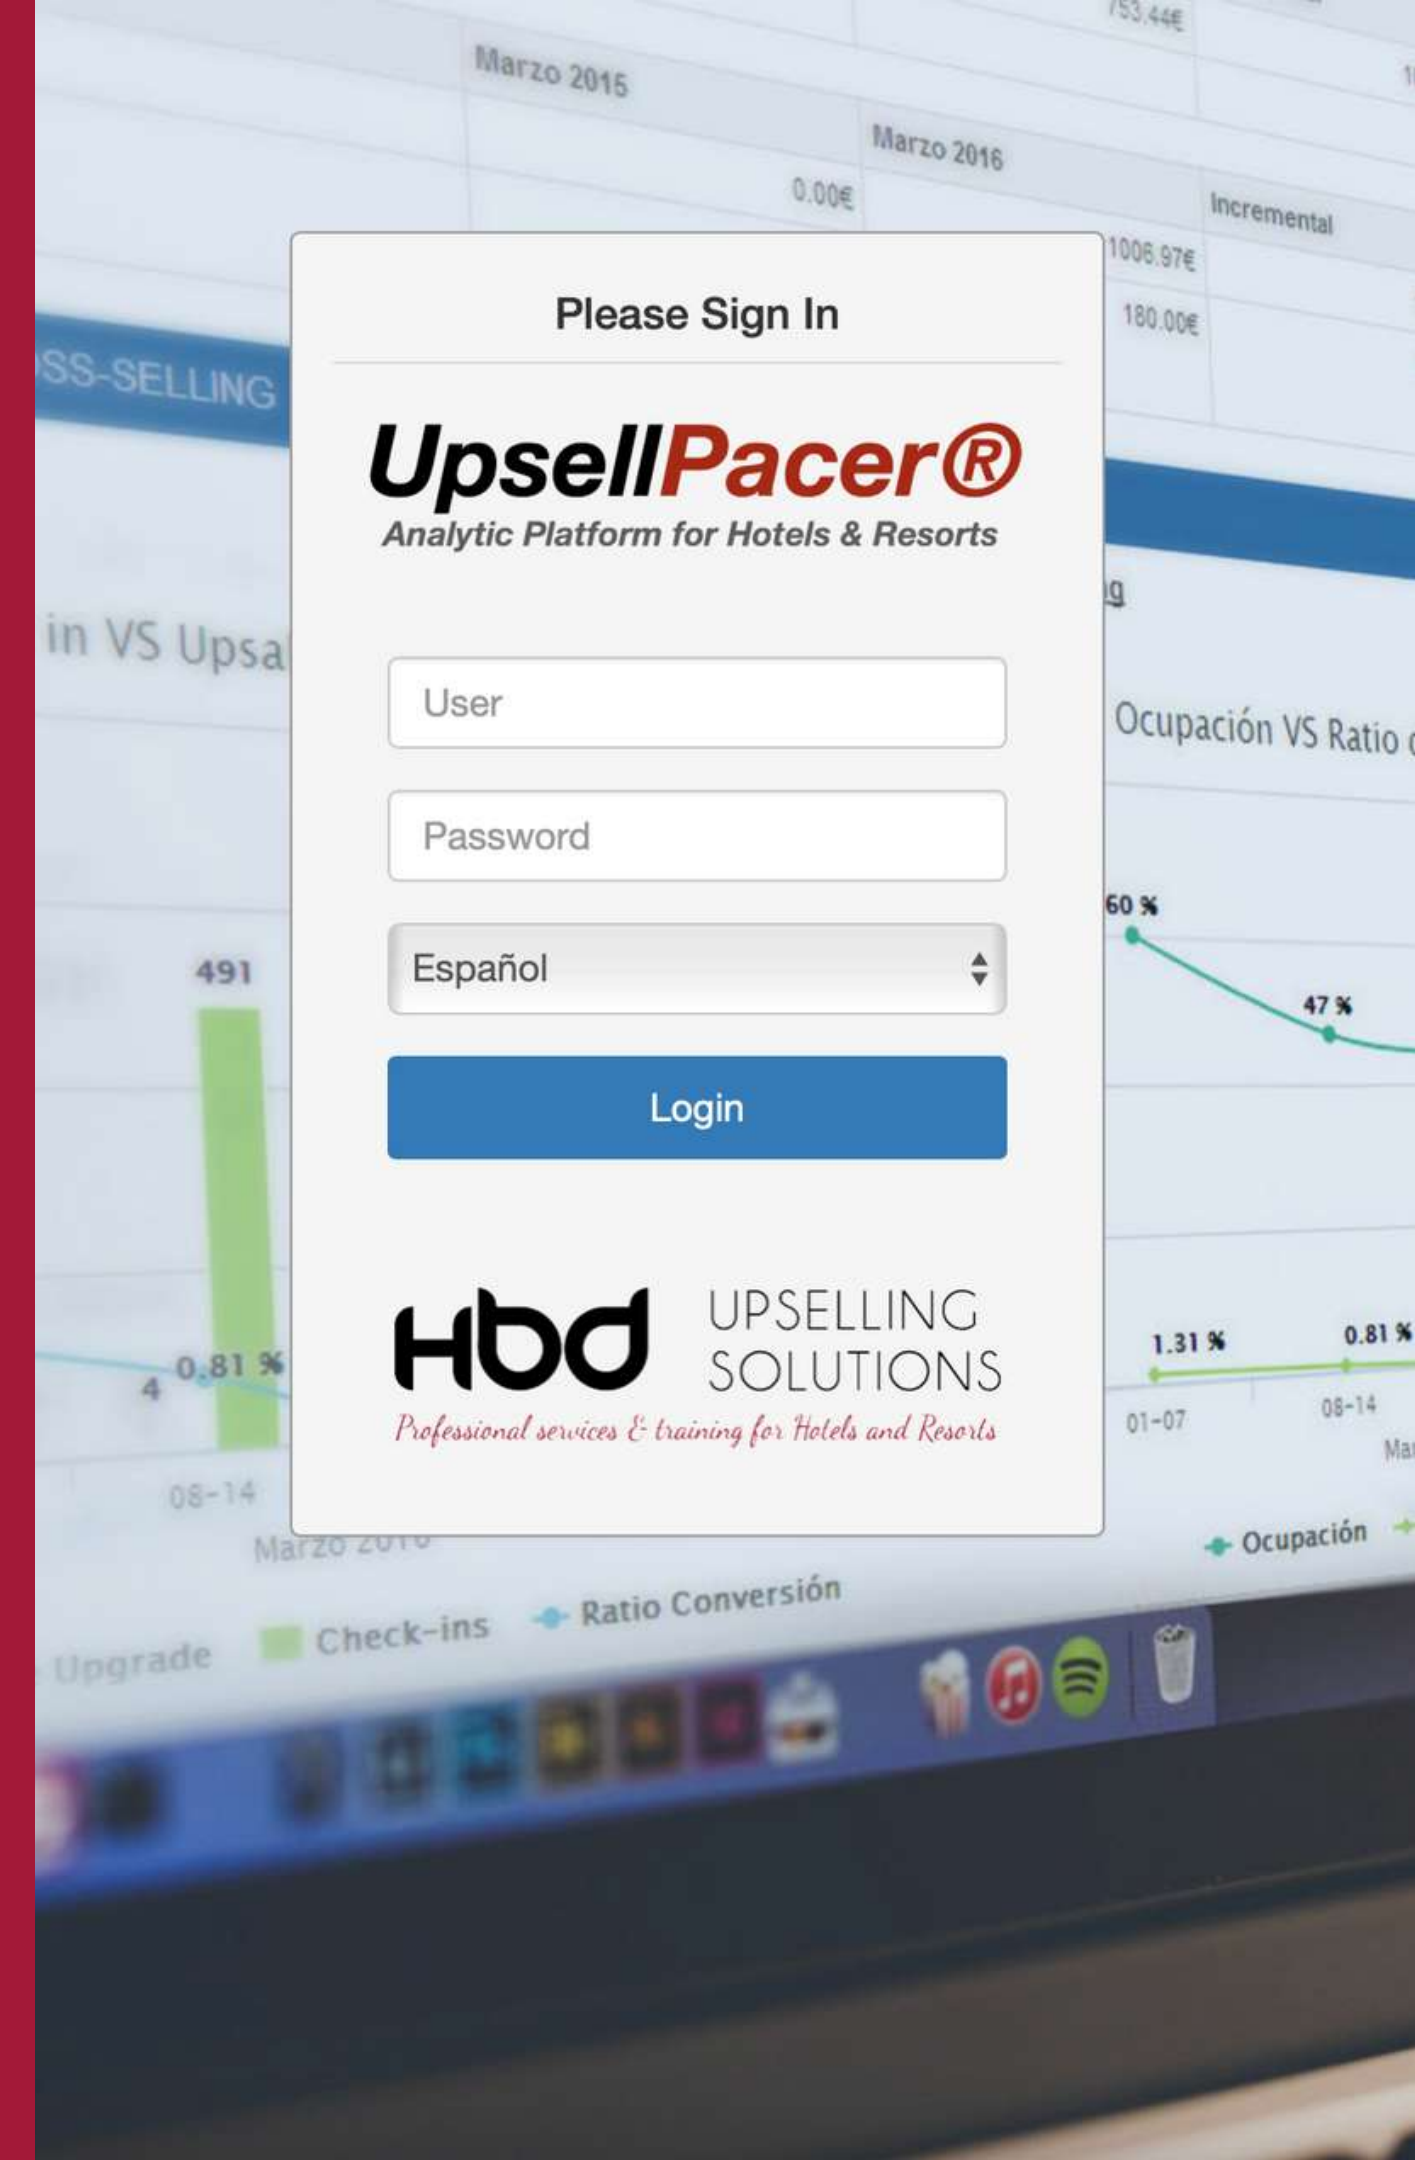 753.44€
Marzo 2015
Marzo 2016
0.00€
Incremental
1006.97€
180.00€
Please Sign In
SS-SELLING
UpsellPacer®
Analytic Platform for Hotels & Resorts
in VS Upsa
User
Ocupación VS Ratio
Password
60 %
Español
491
47 %
Login
UPSELLING
Hbd
SOLUTIONS
Professional services & training for Hotels and Resorts
1.31 %
0.81 %
0.81 %
4
01-07
08-14
08-14
Mar
Marzo 2016
Ocupación
Ratio Conversión
Check-ins
Upgrade